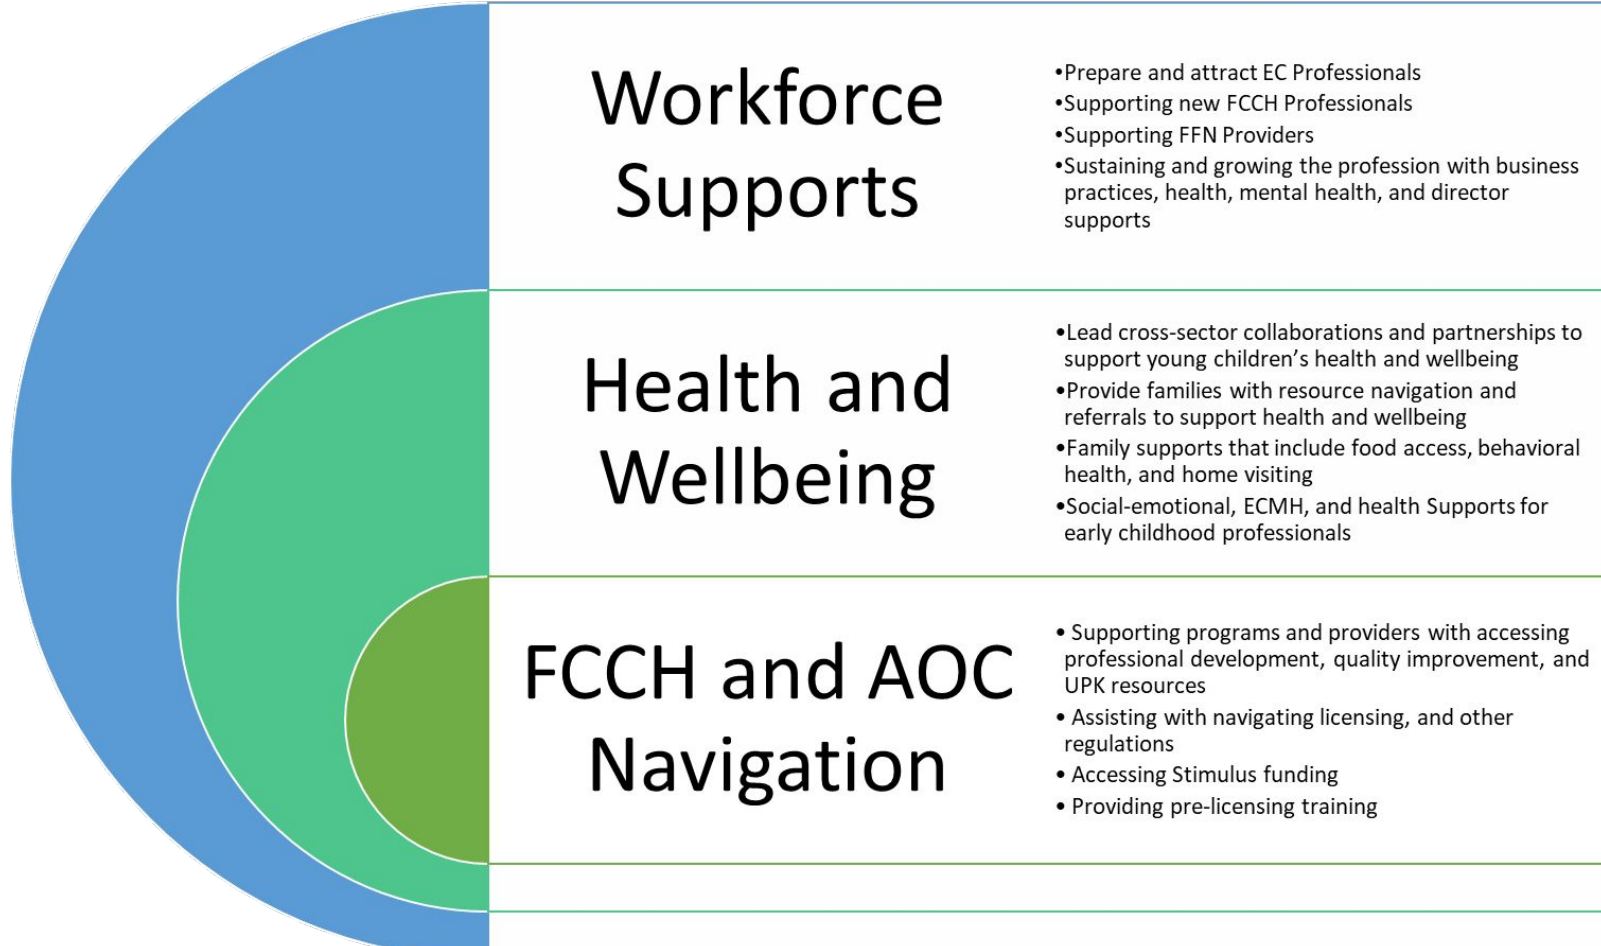 Workforce
Supports
•Prepare and attract EC Professionals
•Supporting new FCCH Professionals
•Supporting FFN Providers
•Sustaining and growing the profession with business
practices, health, mental health, and director
supports
Health and
Wellbeing
•Lead cross-sector collaborations and partnerships to
support young children’s health and wellbeing
•Provide families with resource navigation and
referrals to support health and wellbeing
•Family supports that include food access, behavioral
health, and home visiting
•Social-emotional, ECMH, and health Supports for
early childhood professionals
FCCH and AOC
Navigation
• Supporting programs and providers with accessing
professional development, quality improvement, and
UPK resources
• Assisting with navigating licensing, and other
regulations
• Accessing Stimulus funding
• Providing pre-licensing training